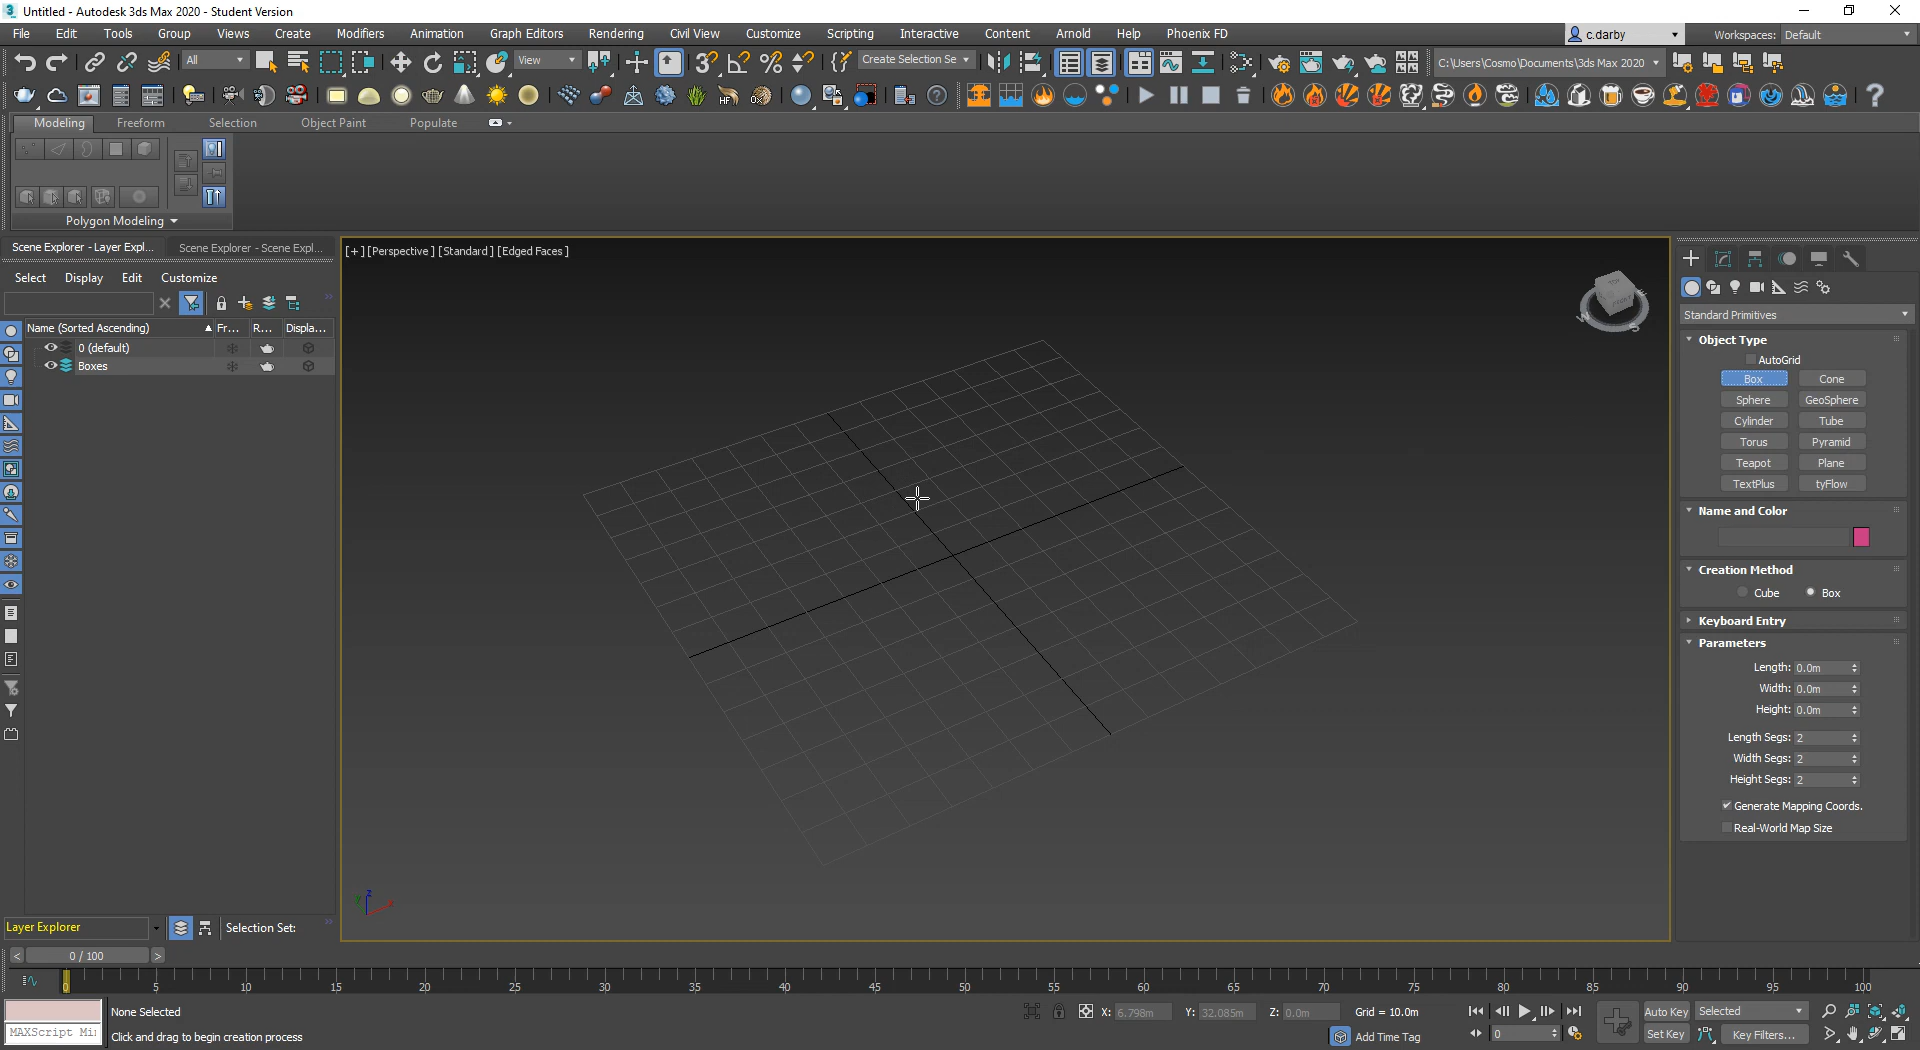 Untitled - Autodesk 3ds Max 2020 - Student Version
File Edit Tools Group Views Create Modifiers Animation Graph Editors Rendering Civil View Customize Scripting Interactive Content Arnold Help Phoenix FD
c.darby Workspaces: Default
All View Create Selection Se C:\Users\Cosmo\Documents\3ds Max 2020
Modeling Freeform Selection Object Paint Populate
Polygon Modeling
Scene Explorer - Layer Expl... Scene Explorer - Scene Expl...
[+] [Perspective] [Standard] [Edged Faces]
Select Display Edit Customize
Name (Sorted Ascending) Fr... R... Displa...
0 (default)
Boxes
W S
Standard Primitives
Object Type
AutoGrid
Box Cone
Sphere GeoSphere
Cylinder Tube
Torus Pyramid
Teapot Plane
TextPlus tyFlow
Name and Color
Creation Method
Cube Box
Keyboard Entry
Parameters
Length: 0.0m
Width: 0.0m
Height: 0.0m
Length Segs: 2
Width Segs: 2
Height Segs: 2
Generate Mapping Coords.
Real-World Map Size
z
y x
Layer Explorer Selection Set:
< 0 / 100 >
0 5 10 15 20 25 30 35 40 45 50 55 60 65 70 75 80 85 90 95 100
None Selected X: 6.798m Y: 32.085m Z: 0.0m Grid = 10.0m Auto Key Selected
MAXScript Mi Click and drag to begin creation process Add Time Tag 0 Set Key Key Filters...